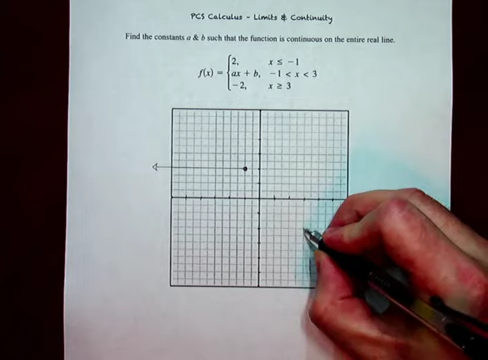 PCS Calculus - Limits & Continuity
Find the constants a & b such that the function is continuous on the entire real line.
f(x) = { 2, x ≤ -1
ax + b, -1 < x < 3
-2, x ≥ 3